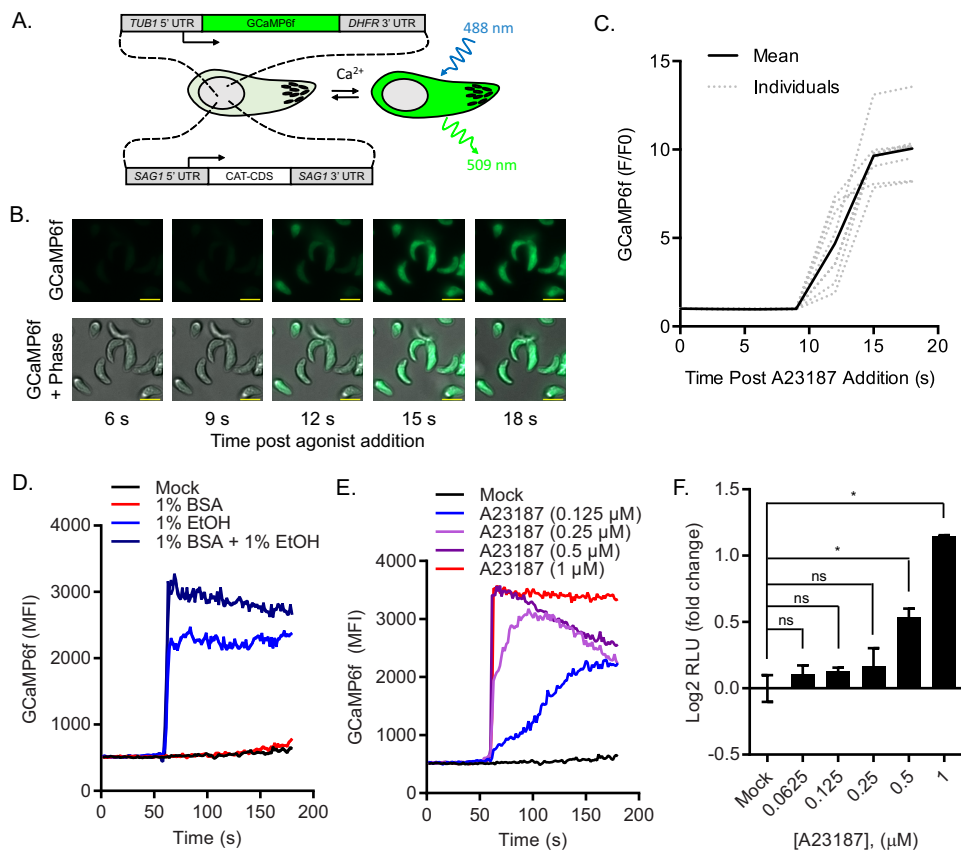 A.
TUB1 5' UTR GCaMP6f DHFR 3' UTR
488 nm
Ca2+
509 nm
SAG1 5' UTR CAT-CDS SAG1 3' UTR
B.
GCaMP6f
GCaMP6f + Phase
6 s 9 s 12 s 15 s 18 s
Time post agonist addition
C.
Mean
Individuals
GCaMP6f (F/F0)
15
10
5
0
0 5 10 15 20
Time Post A23187 Addition (s)
D.
Mock
1% BSA
1% EtOH
1% BSA + 1% EtOH
GCaMP6f (MFI)
4000
3000
2000
1000
0
0 50 100 150 200
Time (s)
E.
Mock
A23187 (0.125 µM)
A23187 (0.25 µM)
A23187 (0.5 µM)
A23187 (1 µM)
GCaMP6f (MFI)
4000
3000
2000
1000
0
0 50 100 150 200
Time (s)
F.
Log2 RLU (fold change)
1.5
1.0
0.5
0.0
-0.5
*
*
ns
ns
ns
Mock 0.0625 0.125 0.25 0.5 1
[A23187], (µM)